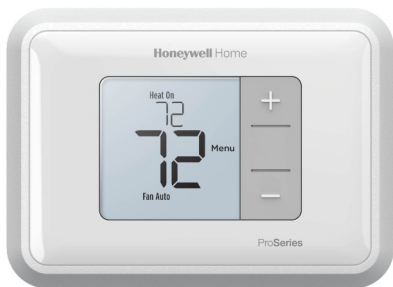 Honeywell Home
Heat On
72
72
Menu
Fan Auto
+
−
ProSeries